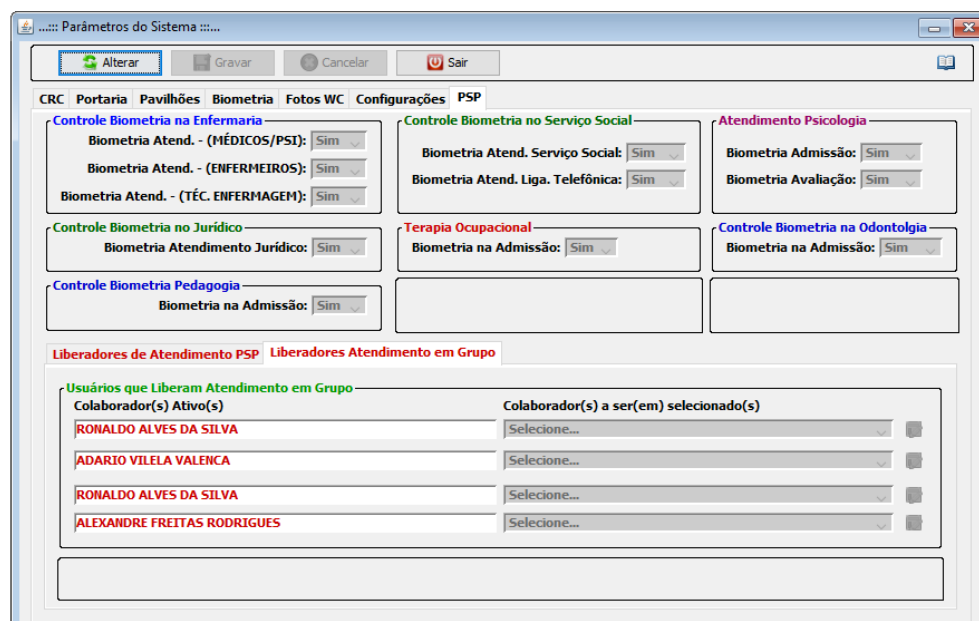 ...::: Parâmetros do Sistema :::...
Alterar Gravar Cancelar Sair
CRC Portaria Pavilhões Biometria Fotos WC Configurações PSP
Controle Biometria na Enfermaria
Biometria Atend. - (MÉDICOS/PSI): Sim
Biometria Atend. - (ENFERMEIROS): Sim
Biometria Atend. - (TÉC. ENFERMAGEM): Sim
Controle Biometria no Serviço Social
Biometria Atend. Serviço Social: Sim
Biometria Atend. Liga. Telefônica: Sim
Atendimento Psicologia
Biometria Admissão: Sim
Biometria Avaliação: Sim
Controle Biometria no Jurídico
Biometria Atendimento Jurídico: Sim
Terapia Ocupacional
Biometria na Admissão: Sim
Controle Biometria na Odontolgia
Biometria na Admissão: Sim
Controle Biometria Pedagogia
Biometria na Admissão: Sim
Liberadores de Atendimento PSP Liberadores Atendimento em Grupo
Usuários que Liberam Atendimento em Grupo
Colaborador(s) Ativo(s) Colaborador(s) a ser(em) selecionado(s)
RONALDO ALVES DA SILVA Selecione...
ADARIO VILELA VALENCA Selecione...
RONALDO ALVES DA SILVA Selecione...
ALEXANDRE FREITAS RODRIGUES Selecione...